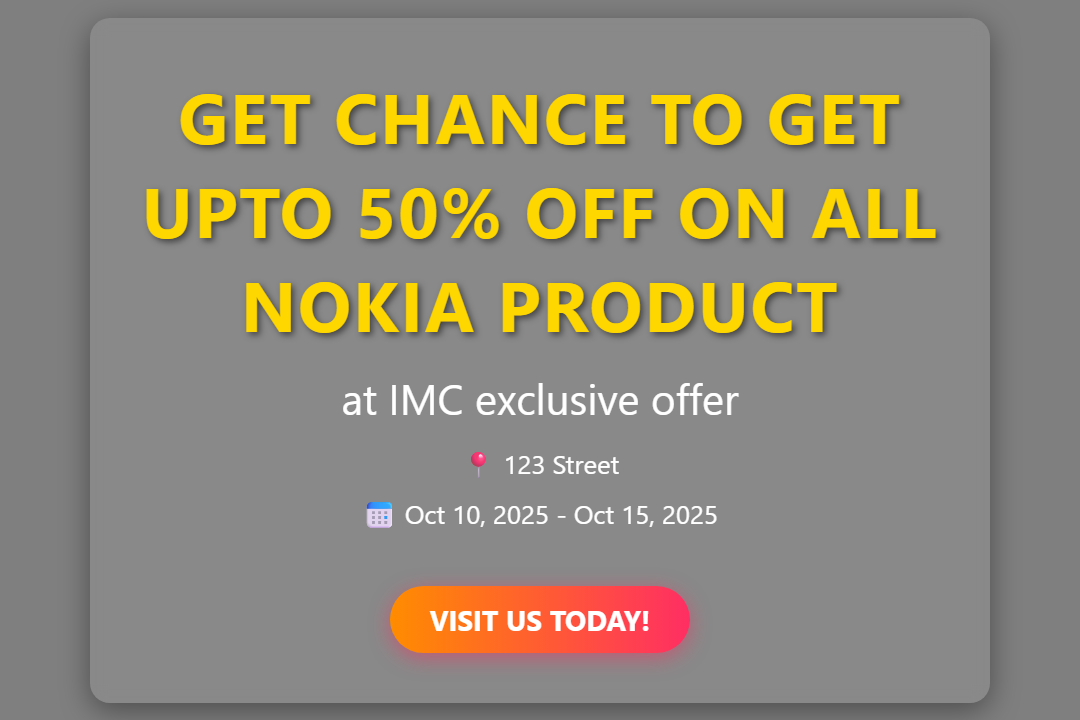 GET CHANCE TO GET
UPTO 50% OFF ON ALL
NOKIA PRODUCT
at IMC exclusive offer
📍 123 Street
📅 Oct 10, 2025 - Oct 15, 2025
VISIT US TODAY!